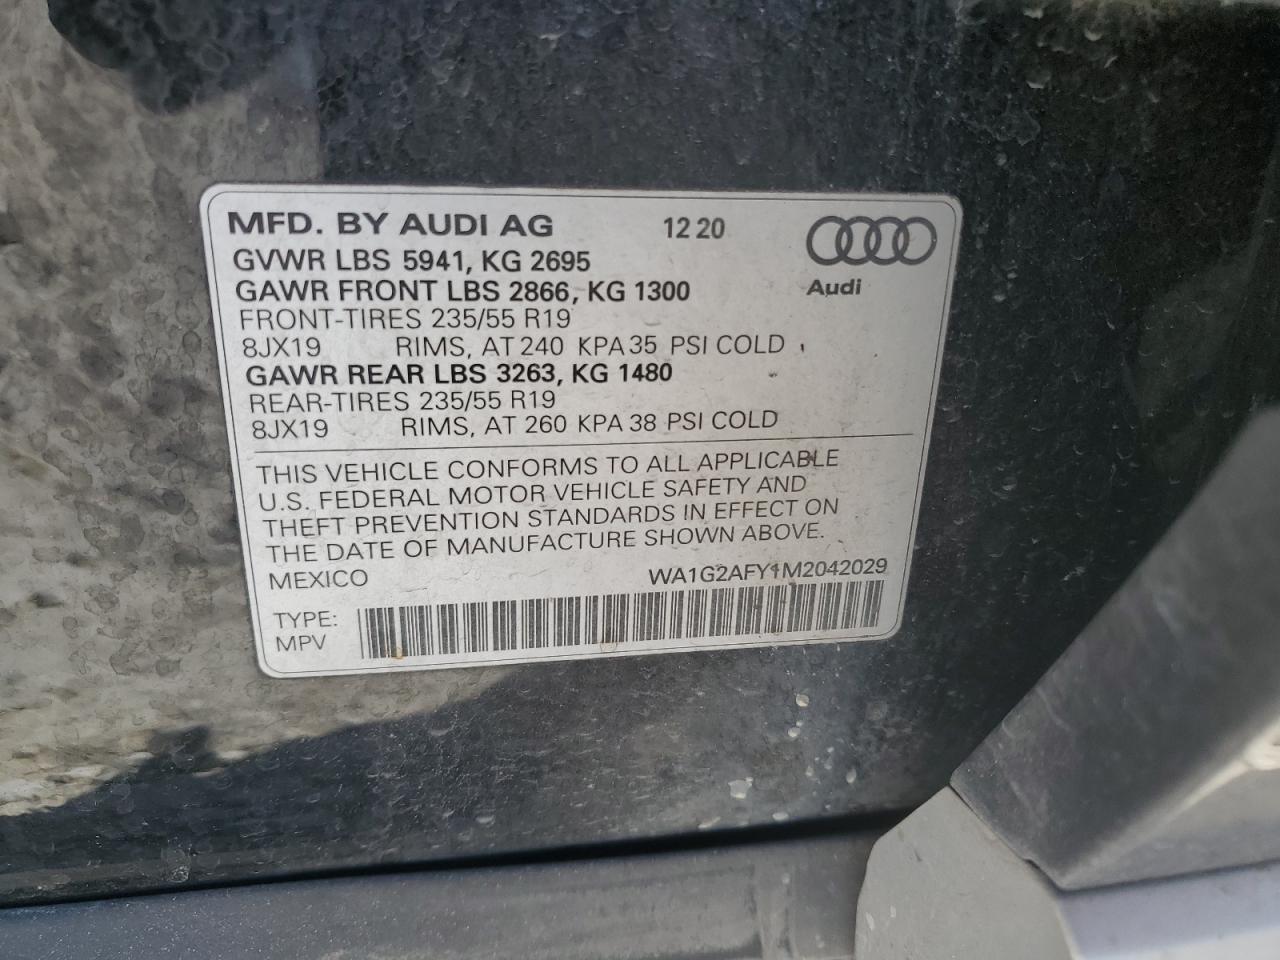 MFD. BY AUDI AG 12 20
GVWR LBS 5941, KG 2695
GAWR FRONT LBS 2866, KG 1300 Audi
FRONT-TIRES 235/55 R19
8JX19 RIMS, AT 240 KPA 35 PSI COLD
GAWR REAR LBS 3263, KG 1480
REAR-TIRES 235/55 R19
8JX19 RIMS, AT 260 KPA 38 PSI COLD
THIS VEHICLE CONFORMS TO ALL APPLICABLE
U.S. FEDERAL MOTOR VEHICLE SAFETY AND
THEFT PREVENTION STANDARDS IN EFFECT ON
THE DATE OF MANUFACTURE SHOWN ABOVE.
MEXICO WA1G2AFY1M2042029
TYPE:
MPV